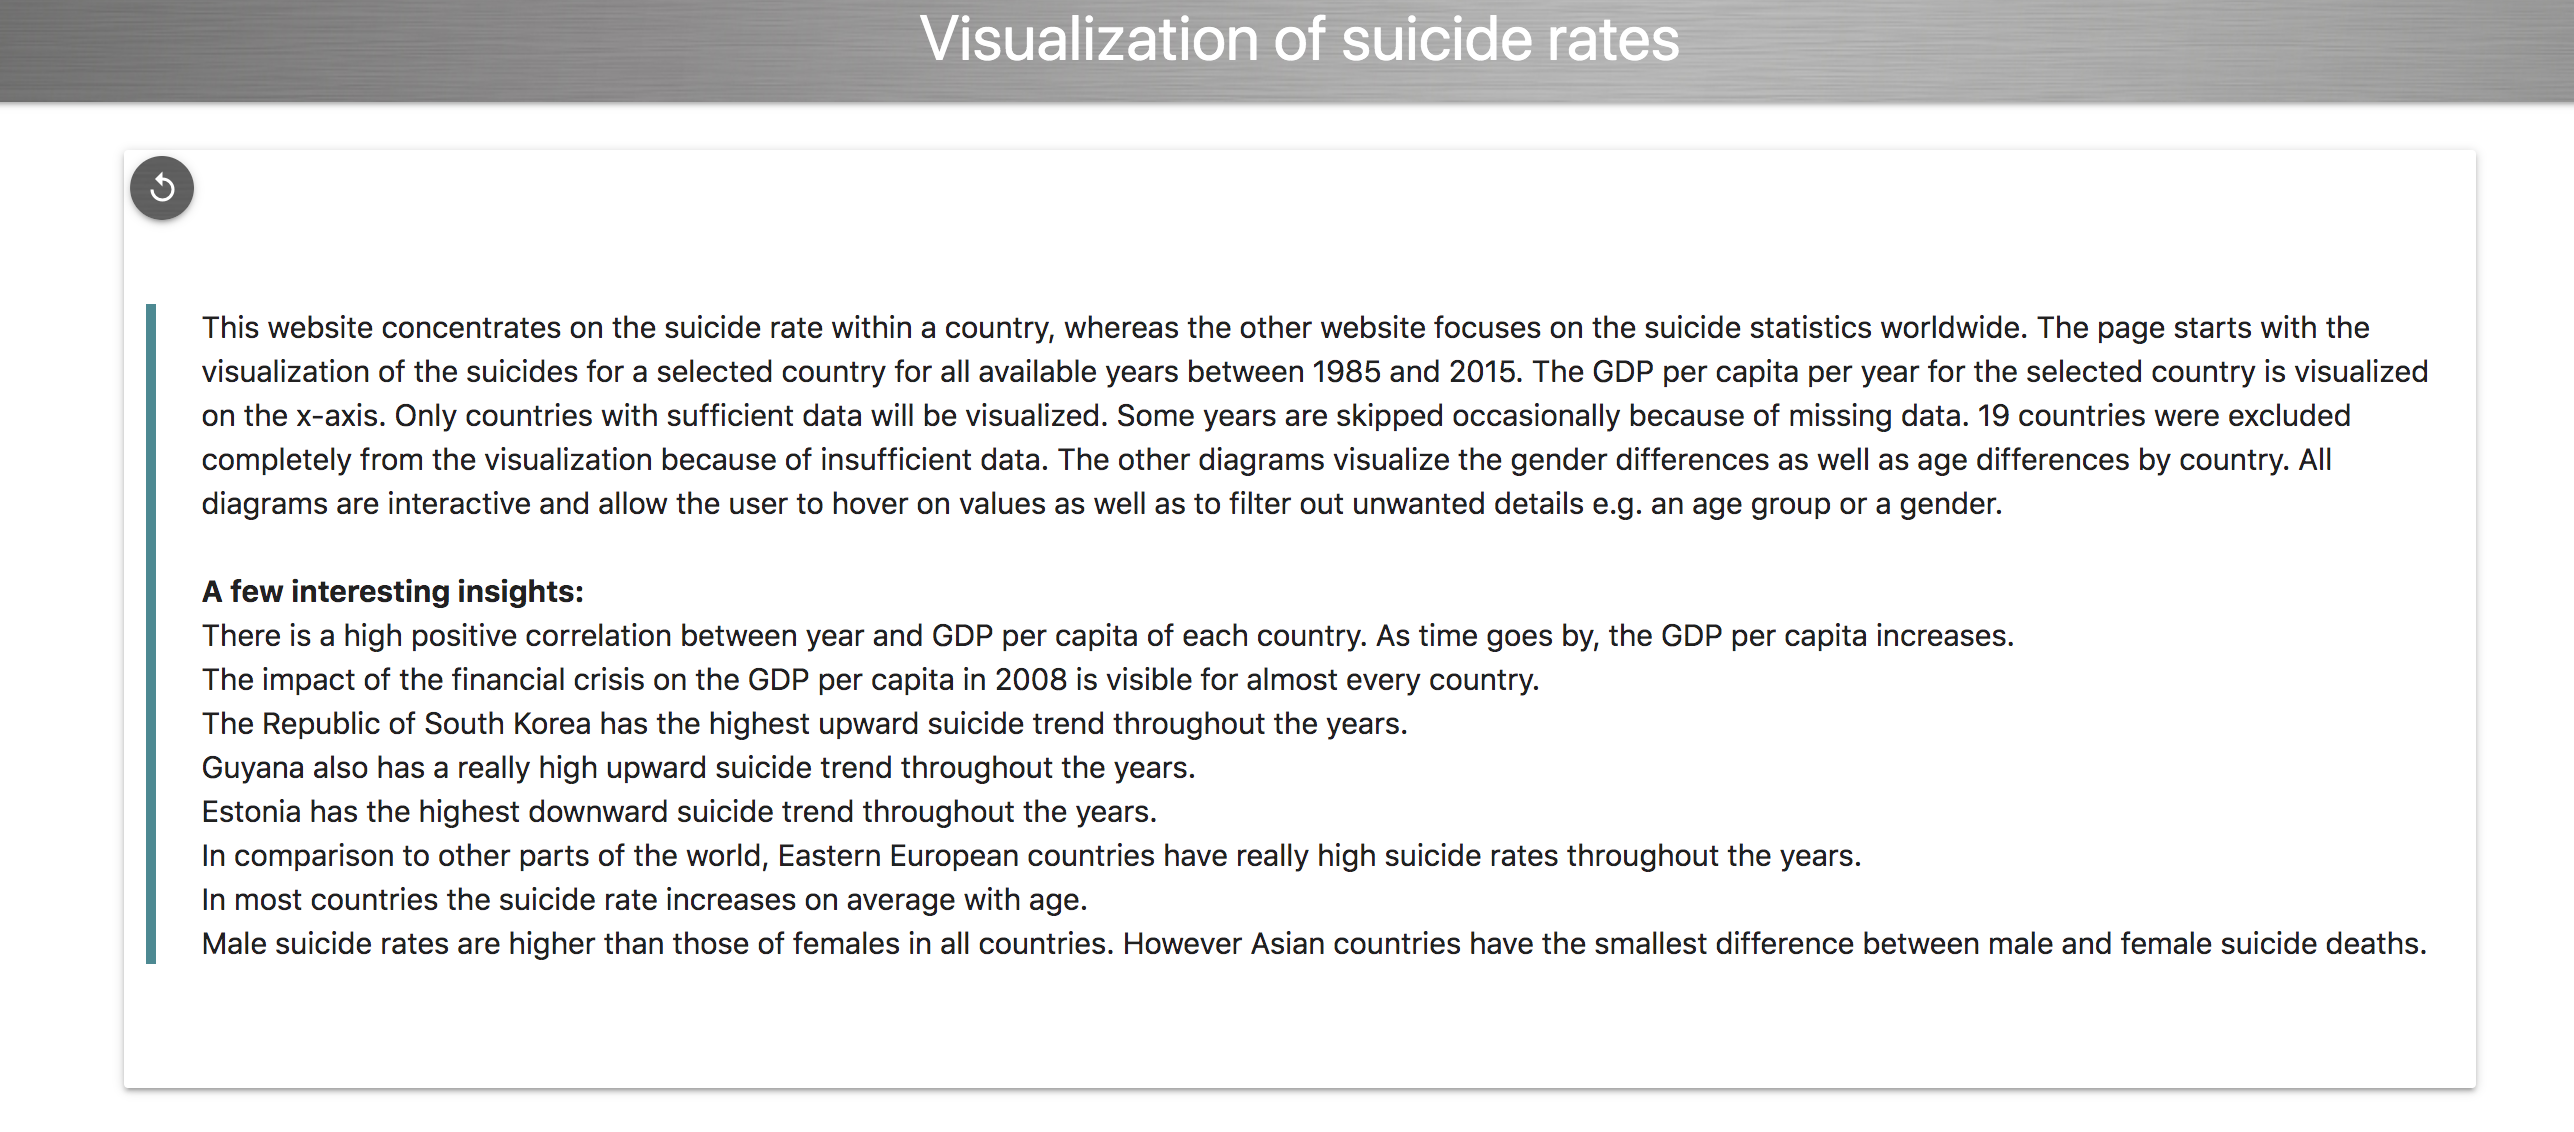 Visualization of suicide rates
This website concentrates on the suicide rate within a country, whereas the other website focuses on the suicide statistics worldwide. The page starts with the
visualization of the suicides for a selected country for all available years between 1985 and 2015. The GDP per capita per year for the selected country is visualized
on the x-axis. Only countries with sufficient data will be visualized. Some years are skipped occasionally because of missing data. 19 countries were excluded
completely from the visualization because of insufficient data. The other diagrams visualize the gender differences as well as age differences by country. All
diagrams are interactive and allow the user to hover on values as well as to filter out unwanted details e.g. an age group or a gender.
A few interesting insights:
There is a high positive correlation between year and GDP per capita of each country. As time goes by, the GDP per capita increases.
The impact of the financial crisis on the GDP per capita in 2008 is visible for almost every country.
The Republic of South Korea has the highest upward suicide trend throughout the years.
Guyana also has a really high upward suicide trend throughout the years.
Estonia has the highest downward suicide trend throughout the years.
In comparison to other parts of the world, Eastern European countries have really high suicide rates throughout the years.
In most countries the suicide rate increases on average with age.
Male suicide rates are higher than those of females in all countries. However Asian countries have the smallest difference between male and female suicide deaths.